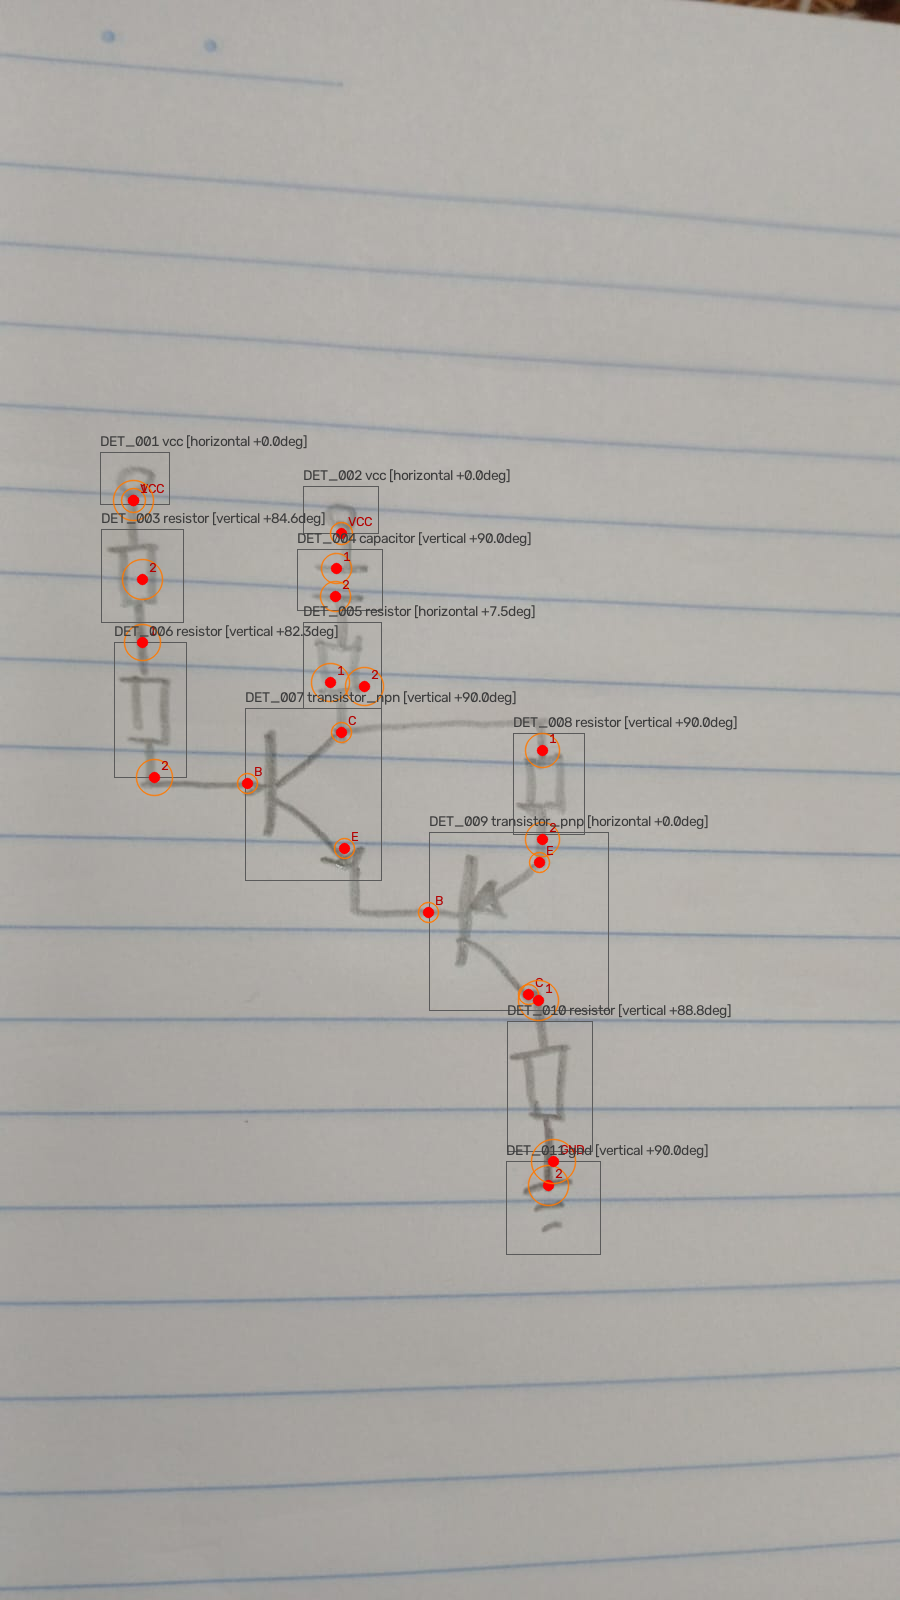 DET_001 vcc [horizontal +0.0deg]
VCC
DET_002 vcc [horizontal +0.0deg]
VCC
DET_003 resistor [vertical +84.6deg]
DET_004 capacitor [vertical +90.0deg]
1
2
2
DET_005 resistor [horizontal +7.5deg]
DET_006 resistor [vertical +82.3deg]
1
2
DET_007 transistor_npn [vertical +90.0deg]
C
DET_008 resistor [vertical +90.0deg]
1
B
2
DET_009 transistor_pnp [horizontal +0.0deg]
2
E
E
B
C
1
DET_010 resistor [vertical +88.8deg]
DET_011 gnd [vertical +90.0deg]
GND
2